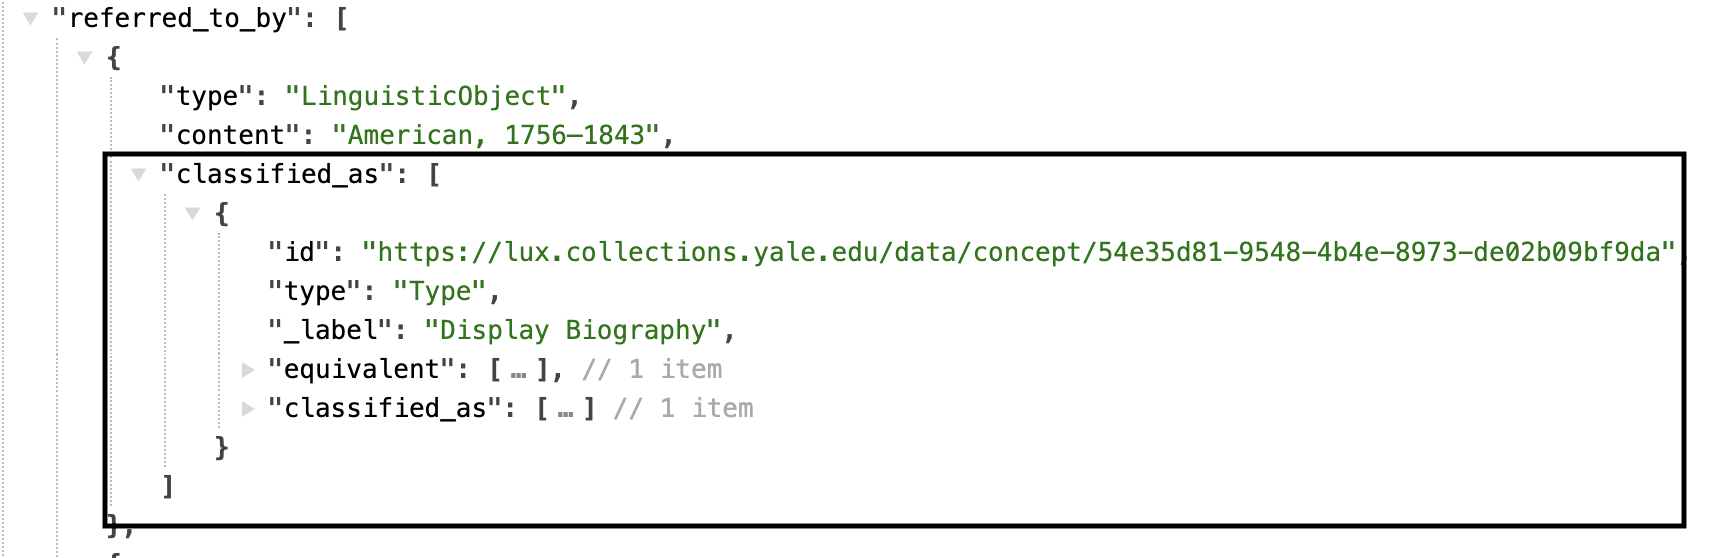 "referred_to_by": [
{
"type": "LinguisticObject",
"content": "American, 1756–1843",
"classified_as": [
{
"id": "https://lux.collections.yale.edu/data/concept/54e35d81-9548-4b4e-8973-de02b09bf9da",
"type": "Type",
"_label": "Display Biography",
"equivalent": [ … ], // 1 item
"classified_as": [ … ] // 1 item
}
]
},
{